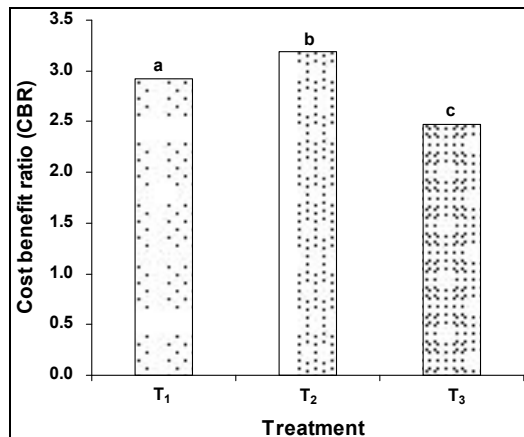 Cost benefit ratio (CBR)
3.5
3.0
2.5
2.0
1.5
1.0
0.5
0.0
a
b
c
T₁
T₂
T₃
Treatment